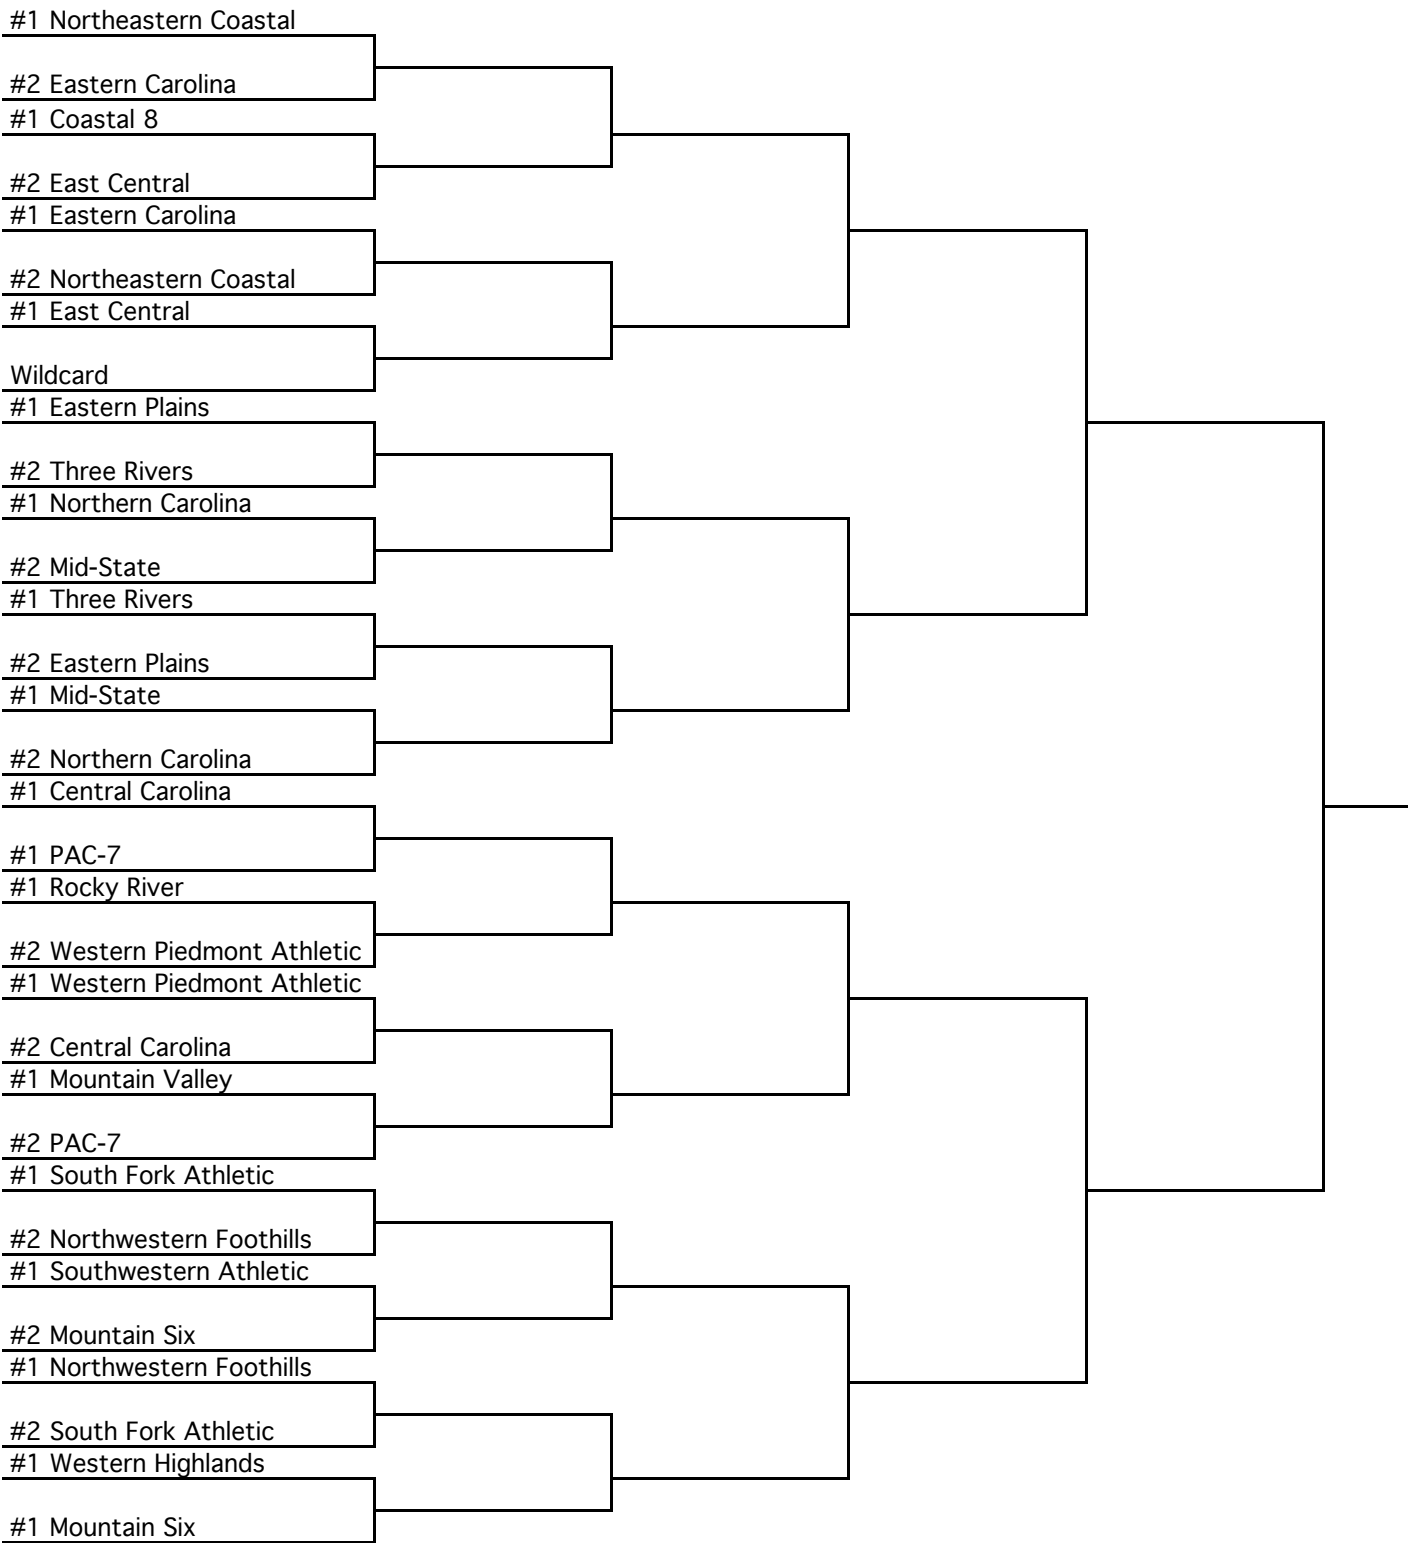 #1 Northeastern Coastal
#2 Eastern Carolina
#1 Coastal 8
#2 East Central
#1 Eastern Carolina
#2 Northeastern Coastal
#1 East Central
Wildcard
#1 Eastern Plains
#2 Three Rivers
#1 Northern Carolina
#2 Mid-State
#1 Three Rivers
#2 Eastern Plains
#1 Mid-State
#2 Northern Carolina
#1 Central Carolina
#1 PAC-7
#1 Rocky River
#2 Western Piedmont Athletic
#1 Western Piedmont Athletic
#2 Central Carolina
#1 Mountain Valley
#2 PAC-7
#1 South Fork Athletic
#2 Northwestern Foothills
#1 Southwestern Athletic
#2 Mountain Six
#1 Northwestern Foothills
#2 South Fork Athletic
#1 Western Highlands
#1 Mountain Six